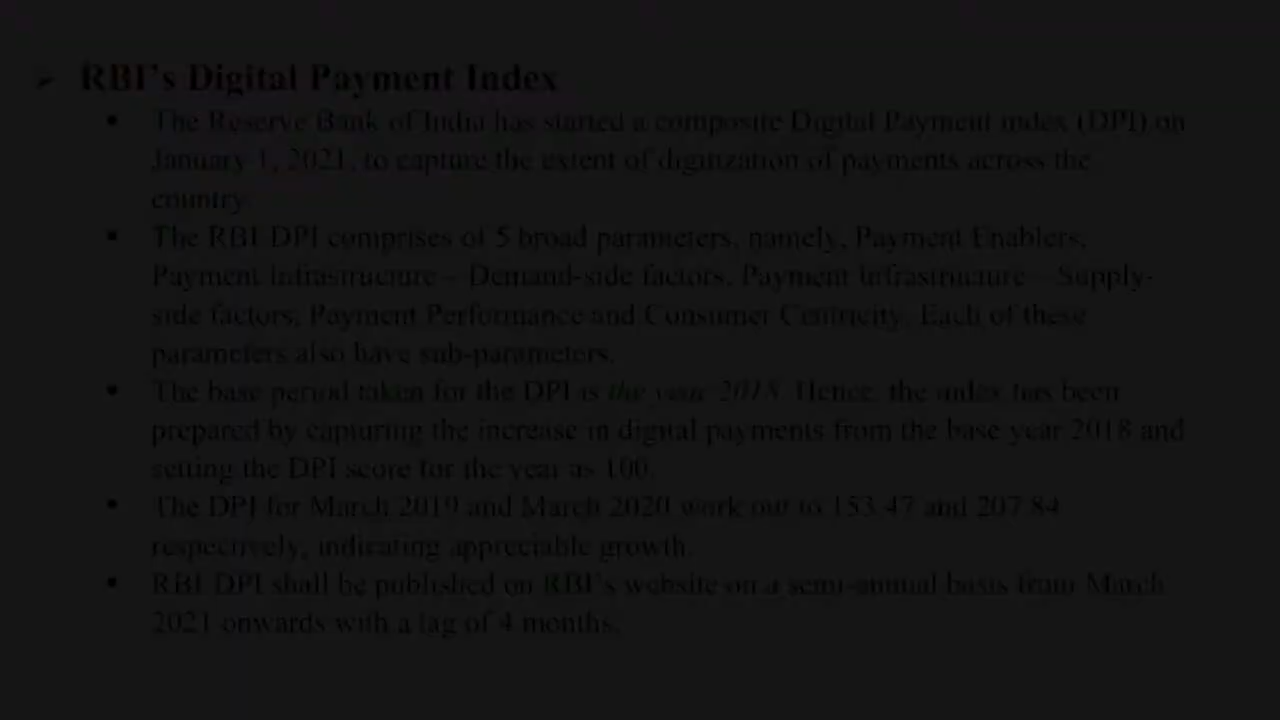 ➢ RBI's Digital Payment Index
▪ The Reserve Bank of India has started a composite Digital Payment index (DPI) on
January 1, 2021, to capture the extent of digitization of payments across the
country.
▪ The RBI-DPI comprises of 5 broad parameters, namely, Payment Enablers,
Payment Infrastructure – Demand-side factors, Payment Infrastructure – Supply-
side factors, Payment Performance and Consumer Centricity. Each of these
parameters also have sub-parameters.
▪ The base period taken for the DPI is the year 2018. Hence, the index has been
prepared by capturing the increase in digital payments from the base year 2018 and
setting the DPI score for the year as 100.
▪ The DPI for March 2019 and March 2020 work out to 153.47 and 207.84
respectively, indicating appreciable growth.
▪ RBI-DPI shall be published on RBI's website on a semi-annual basis from March
2021 onwards with a lag of 4 months.